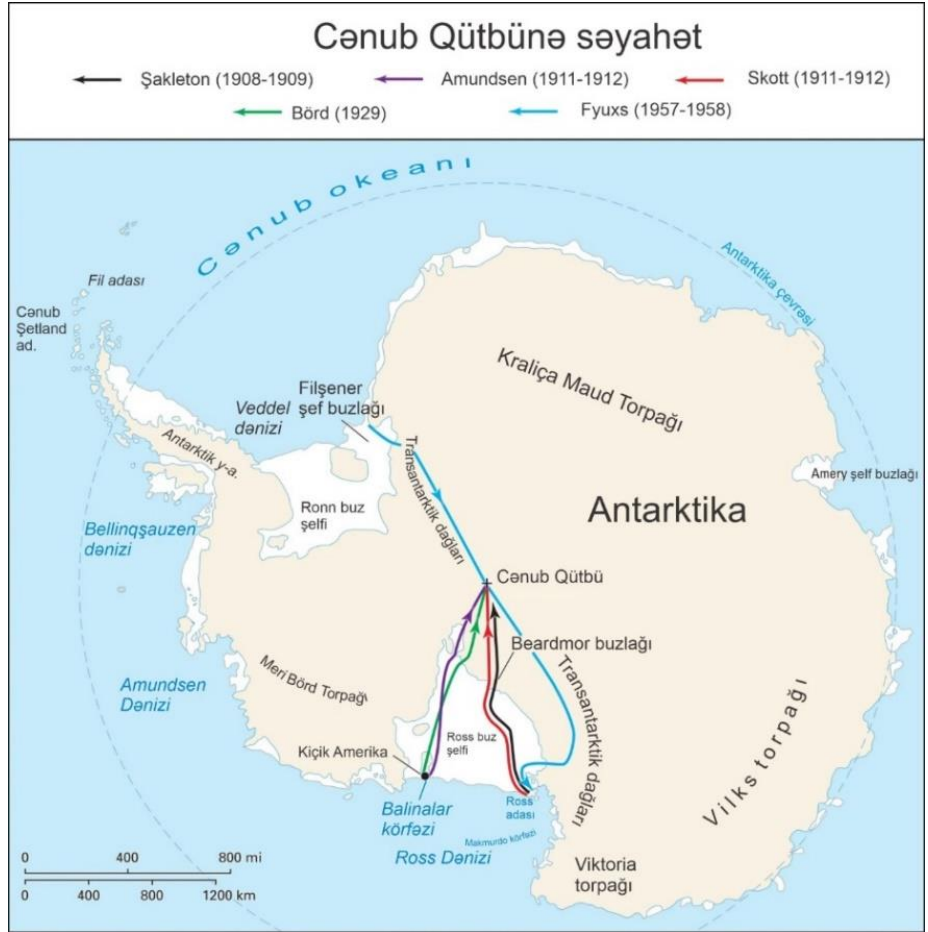 Cənub Qütbünə səyahət
Şakleton (1908-1909)
Amundsen (1911-1912)
Skott (1911-1912)
Börd (1929)
Fyuxs (1957-1958)
Cənub okeanı
Antarktika çevrəsi
Fil adası
Cənub
Şetland
ad.
Kraliça Maud Torpağı
Filşener
şef buzlağı
Veddel
dənizi
Antarktik y-a.
Transantarktik dağları
Amery şelf buzlağı
Ronn buz
şelfi
Antarktika
Bellinqşauzen
dənizi
Cənub Qütbü
Beardmor buzlağı
Meri Börd Torpağı
Amundsen
Dənizi
Transantarktik dağları
Vilks torpağı
Ross buz
şelfi
Kiçik Amerika
Balinalar
körfəzi
Ross
adası
Makmurdo körfəzi
Ross Dənizi
Viktoria
torpağı
0 400 800 mi
0 400 800 1200 km